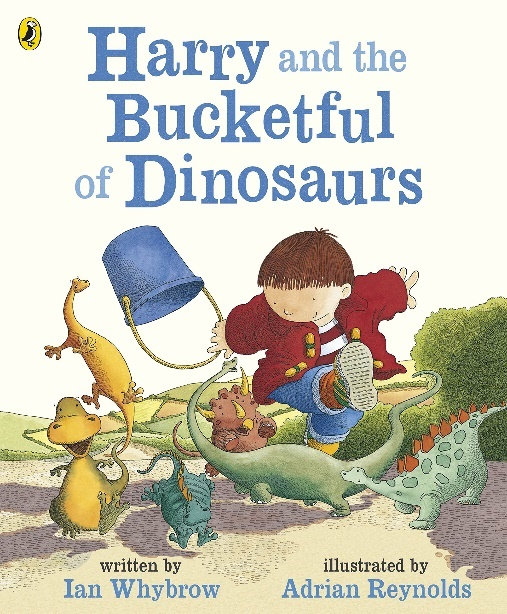 Harry and the
Bucketful
of Dinosaurs
written by
Ian Whybrow
illustrated by
Adrian Reynolds